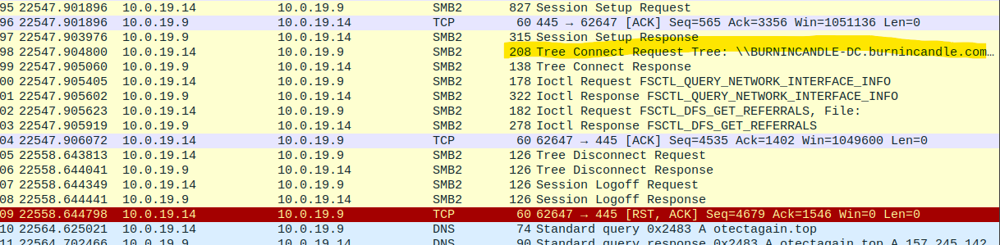 95 22547.901896 10.0.19.14 10.0.19.9 SMB2 827 Session Setup Request
96 22547.901896 10.0.19.9 10.0.19.14 TCP 60 445 → 62647 [ACK] Seq=565 Ack=3356 Win=1051136 Len=0
97 22547.903976 10.0.19.9 10.0.19.14 SMB2 315 Session Setup Response
98 22547.904800 10.0.19.14 10.0.19.9 SMB2 208 Tree Connect Request Tree: \\BURNINCANDLE-DC.burnincandle.com…
99 22547.905060 10.0.19.9 10.0.19.14 SMB2 138 Tree Connect Response
00 22547.905405 10.0.19.14 10.0.19.9 SMB2 178 Ioctl Request FSCTL_QUERY_NETWORK_INTERFACE_INFO
01 22547.905602 10.0.19.9 10.0.19.14 SMB2 322 Ioctl Response FSCTL_QUERY_NETWORK_INTERFACE_INFO
02 22547.905623 10.0.19.14 10.0.19.9 SMB2 182 Ioctl Request FSCTL_DFS_GET_REFERRALS, File:
03 22547.905919 10.0.19.9 10.0.19.14 SMB2 278 Ioctl Response FSCTL_DFS_GET_REFERRALS
04 22547.906072 10.0.19.14 10.0.19.9 TCP 60 62647 → 445 [ACK] Seq=4535 Ack=1402 Win=1049600 Len=0
05 22558.643813 10.0.19.14 10.0.19.9 SMB2 126 Tree Disconnect Request
06 22558.644041 10.0.19.9 10.0.19.14 SMB2 126 Tree Disconnect Response
07 22558.644349 10.0.19.14 10.0.19.9 SMB2 126 Session Logoff Request
08 22558.644441 10.0.19.9 10.0.19.14 SMB2 126 Session Logoff Response
09 22558.644798 10.0.19.14 10.0.19.9 TCP 60 62647 → 445 [RST, ACK] Seq=4679 Ack=1546 Win=0 Len=0
10 22564.625021 10.0.19.14 10.0.19.9 DNS 74 Standard query 0x2483 A otectagain.top
11 22564.702466 10.0.19.9 10.0.19.14 DNS 90 Standard query response 0x2483 A otectagain.top A 157.245.142